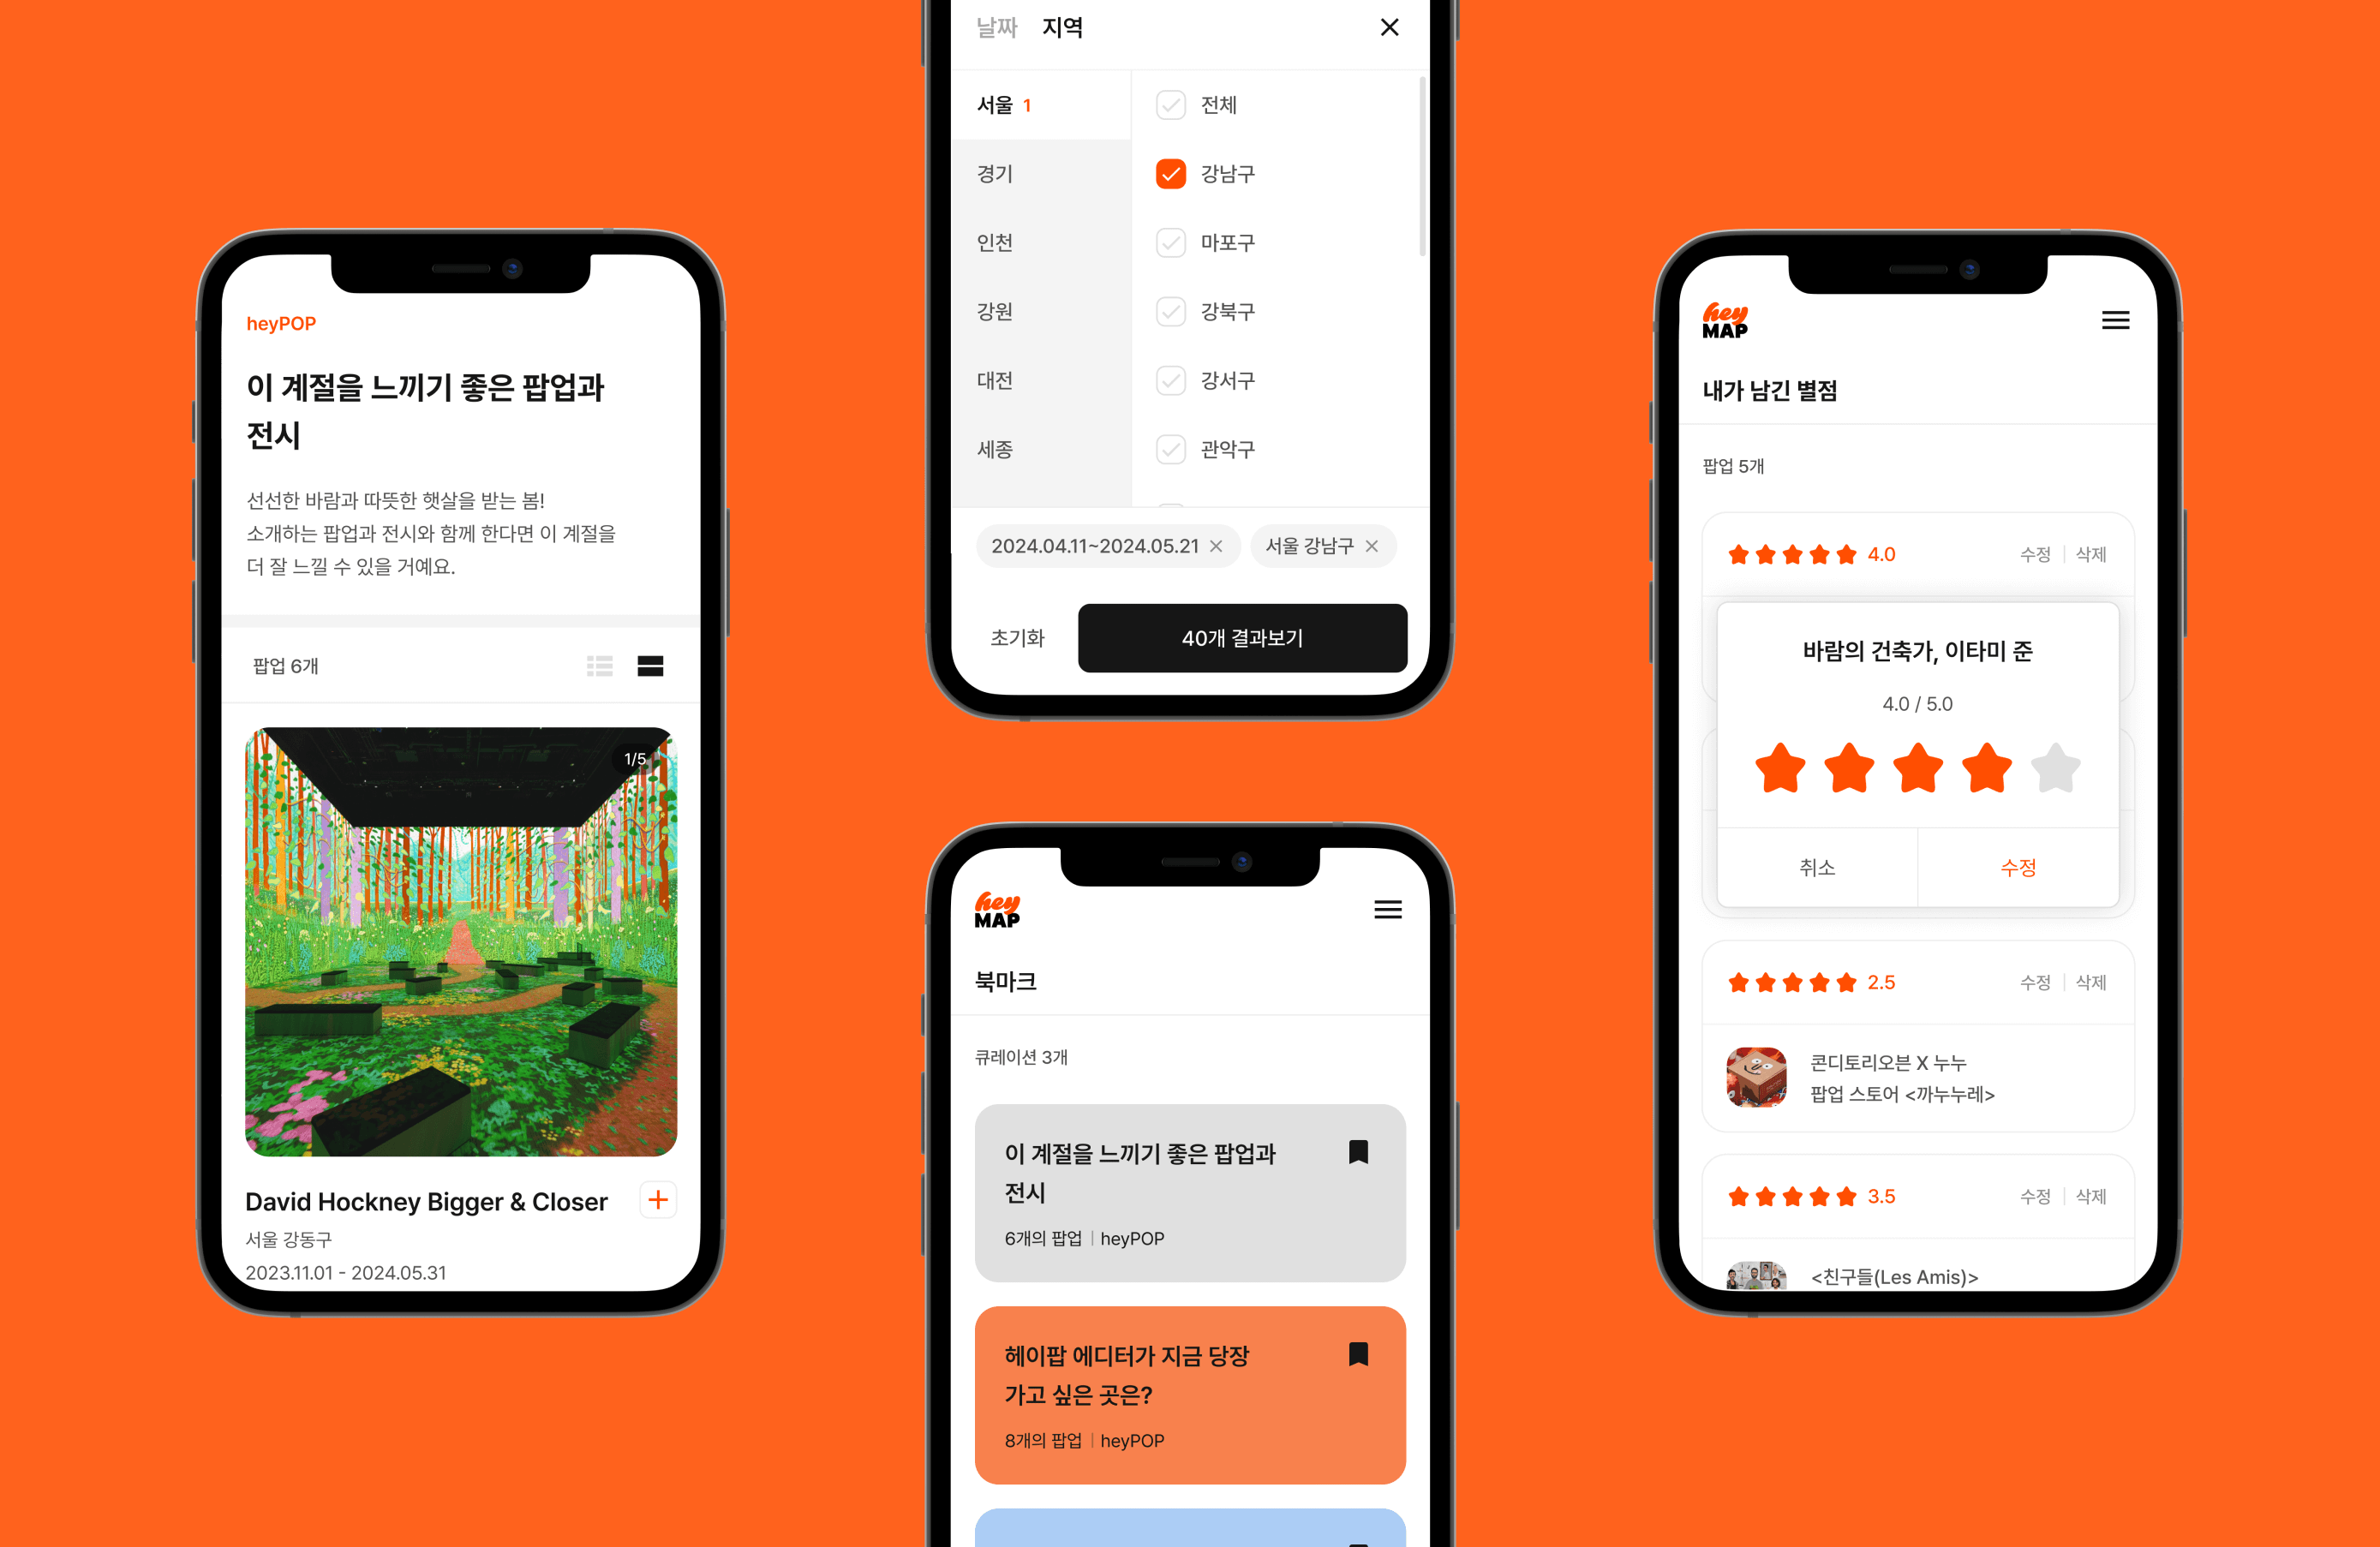 heyPOP
이 계절을 느끼기 좋은 팝업과
전시
선선한 바람과 따뜻한 햇살을 받는 봄!
소개하는 팝업과 전시와 함께 한다면 이 계절을
더 잘 느낄 수 있을 거예요.
팝업 6개
1/5
David Hockney Bigger & Closer
서울 강동구
2023.11.01 - 2024.05.31
날짜 지역
서울 1
경기
인천
강원
대전
세종
전체
강남구
마포구
강북구
강서구
관악구
2024.04.11~2024.05.21
서울 강남구
초기화
40개 결과보기
hey
MAP
북마크
큐레이션 3개
이 계절을 느끼기 좋은 팝업과
전시
6개의 팝업 | heyPOP
헤이팝 에디터가 지금 당장
가고 싶은 곳은?
8개의 팝업 | heyPOP
hey
MAP
내가 남긴 별점
팝업 5개
4.0 수정 | 삭제
바람의 건축가, 이타미 준
4.0 / 5.0
취소 수정
2.5 수정 | 삭제
콘디토리오븐 X 누누
팝업 스토어 <까누누레>
3.5 수정 | 삭제
<친구들(Les Amis)>